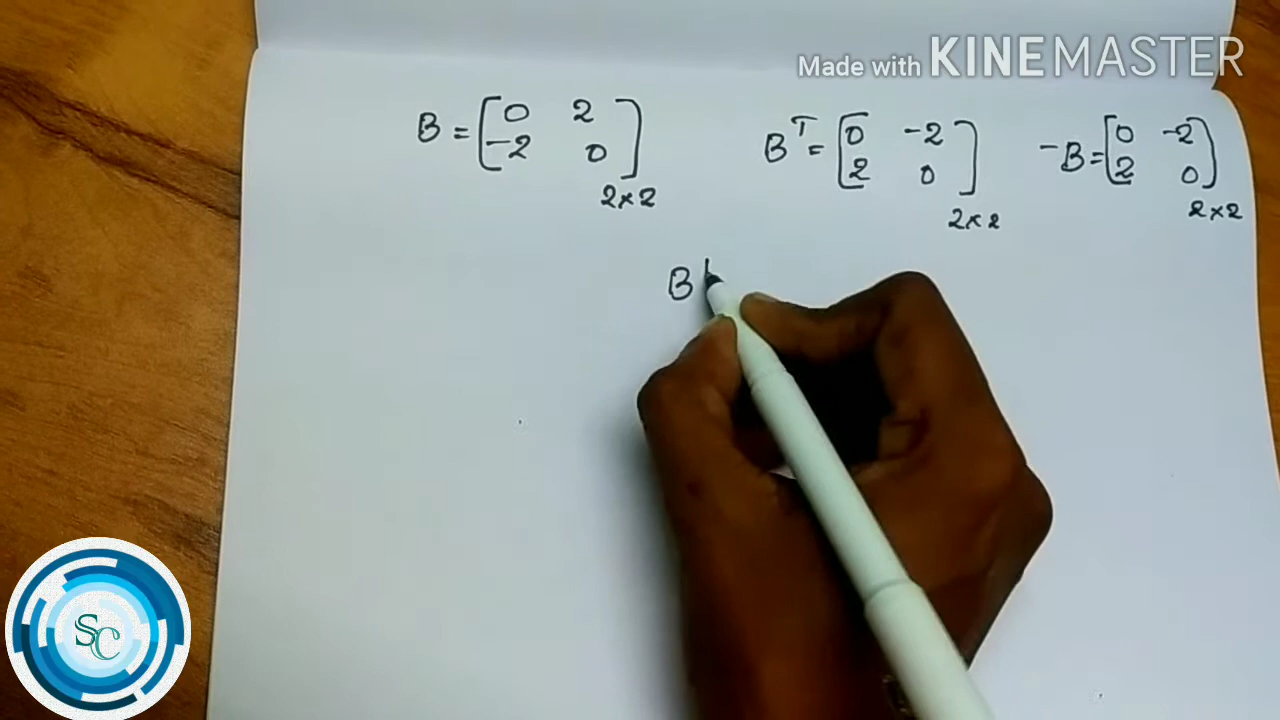 Made with KINEMASTER
B = [0 2
-2 0] 2×2
B^T = [0 -2
2 0] 2×2
-B = [0 -2
2 0] 2×2
B
SC